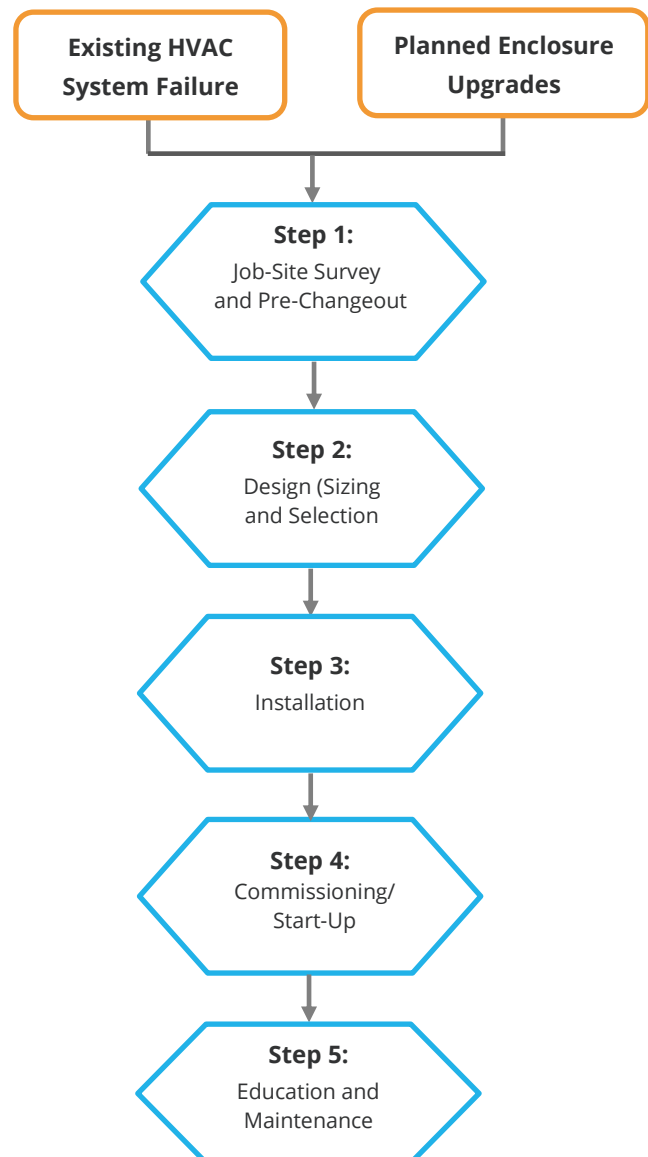 Existing HVAC
System Failure
Planned Enclosure
Upgrades
Step 1:
Job-Site Survey
and Pre-Changeout
Step 2:
Design (Sizing
and Selection
Step 3:
Installation
Step 4:
Commissioning/
Start-Up
Step 5:
Education and
Maintenance